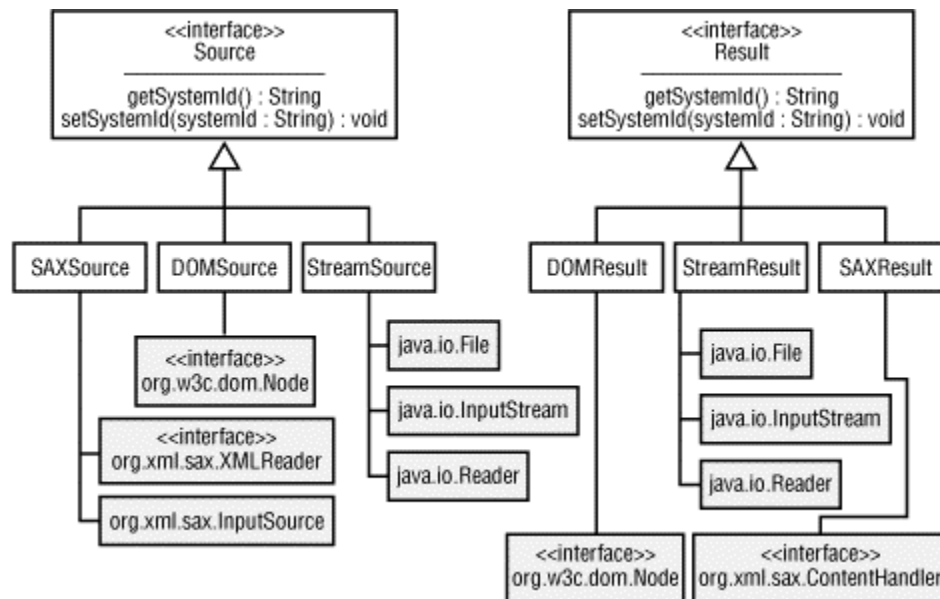 <<interface>>
Source
getSystemId() : String
setSystemId(systemId : String) : void
SAXSource
DOMSource
StreamSource
<<interface>>
org.w3c.dom.Node
<<interface>>
org.xml.sax.XMLReader
org.xml.sax.InputSource
java.io.File
java.io.InputStream
java.io.Reader
<<interface>>
Result
getSystemId() : String
setSystemId(systemId : String) : void
DOMResult
StreamResult
SAXResult
java.io.File
java.io.InputStream
java.io.Reader
<<interface>>
org.w3c.dom.Node
<<interface>>
org.xml.sax.ContentHandler